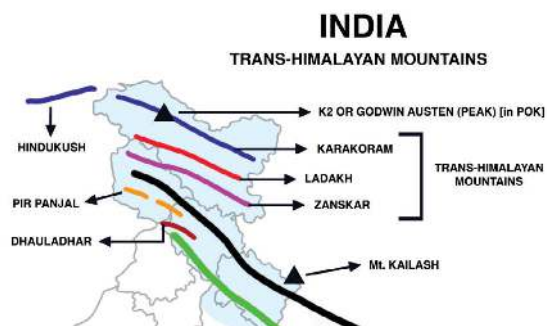 INDIA
TRANS-HIMALAYAN MOUNTAINS
K2 OR GODWIN AUSTEN (PEAK) [in POK]
HINDUKUSH
KARAKORAM
TRANS-HIMALAYAN
MOUNTAINS
LADAKH
ZANSKAR
PIR PANJAL
DHAULADHAR
Mt. KAILASH